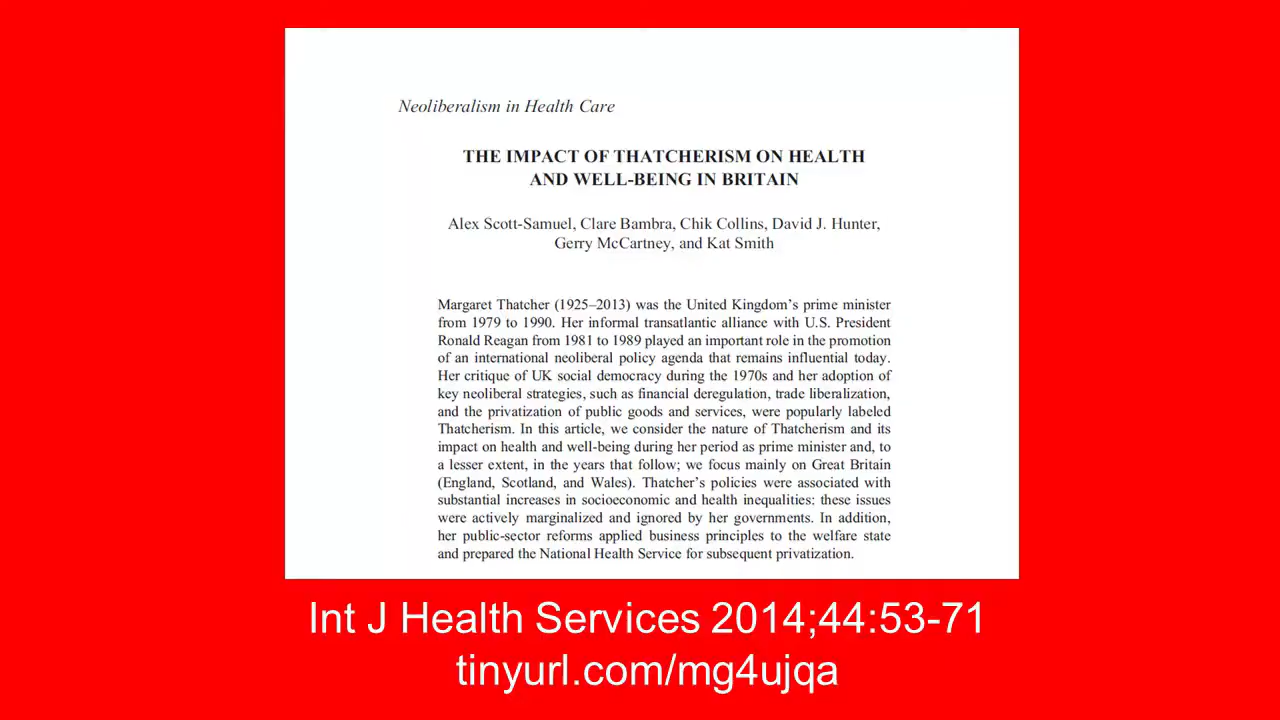 Neoliberalism in Health Care
THE IMPACT OF THATCHERISM ON HEALTH
AND WELL-BEING IN BRITAIN
Alex Scott-Samuel, Clare Bambra, Chik Collins, David J. Hunter,
Gerry McCartney, and Kat Smith
Margaret Thatcher (1925–2013) was the United Kingdom's prime minister
from 1979 to 1990. Her informal transatlantic alliance with U.S. President
Ronald Reagan from 1981 to 1989 played an important role in the promotion
of an international neoliberal policy agenda that remains influential today.
Her critique of UK social democracy during the 1970s and her adoption of
key neoliberal strategies, such as financial deregulation, trade liberalization,
and the privatization of public goods and services, were popularly labeled
Thatcherism. In this article, we consider the nature of Thatcherism and its
impact on health and well-being during her period as prime minister and, to
a lesser extent, in the years that follow; we focus mainly on Great Britain
(England, Scotland, and Wales). Thatcher's policies were associated with
substantial increases in socioeconomic and health inequalities: these issues
were actively marginalized and ignored by her governments. In addition,
her public-sector reforms applied business principles to the welfare state
and prepared the National Health Service for subsequent privatization.
Int J Health Services 2014;44:53-71
tinyurl.com/mg4ujqa